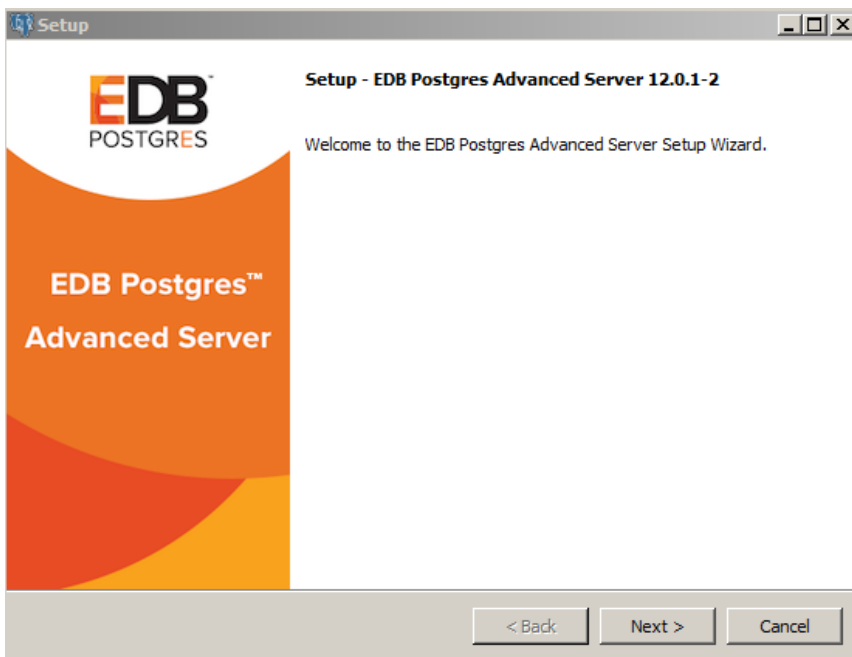 Setup
EDB
POSTGRES
Setup - EDB Postgres Advanced Server 12.0.1-2
Welcome to the EDB Postgres Advanced Server Setup Wizard.
EDB Postgres™
Advanced Server
< Back
Next >
Cancel